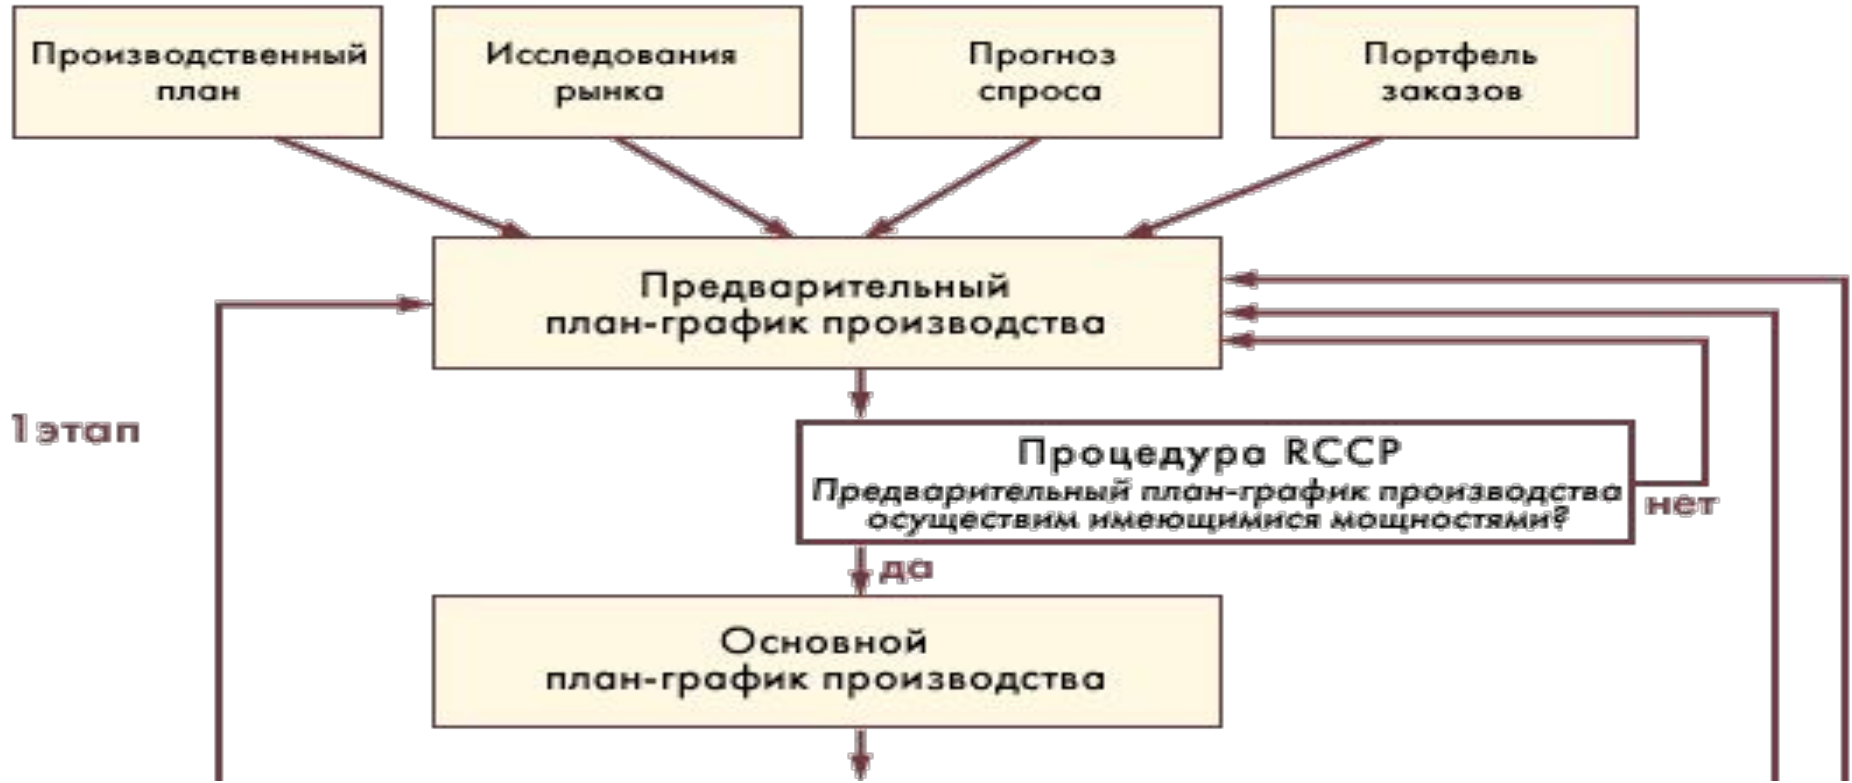 Производственный
план
Исследования
рынка
Прогноз
спроса
Портфель
заказов
Предварительный
план-график производства
1этап
Процедура RCCP
Предварительный план-график производства
осуществим имеющимися мощностями?
нет
да
Основной
план-график производства